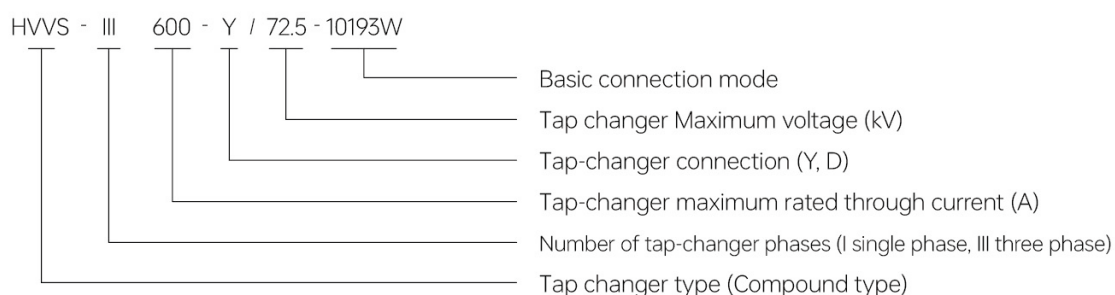 HVVS - III 600 - Y / 72.5 - 10193W
Basic connection mode
Tap changer Maximum voltage (kV)
Tap-changer connection (Y, D)
Tap-changer maximum rated through current (A)
Number of tap-changer phases (I single phase, III three phase)
Tap changer type (Compound type)